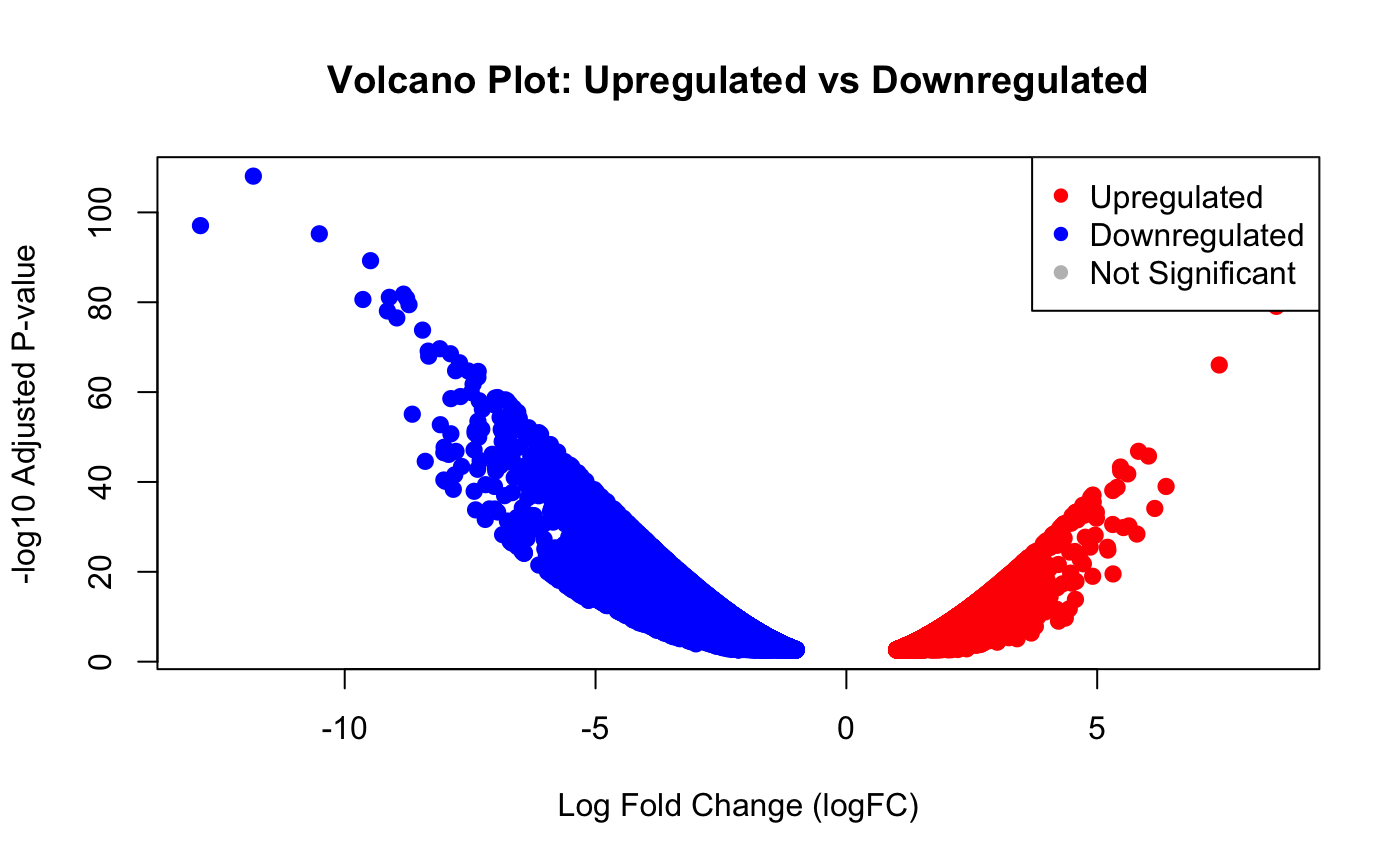 Volcano Plot: Upregulated vs Downregulated
Upregulated
Downregulated
Not Significant
-log10 Adjusted P-value
100
80
60
40
20
0
-10
-5
0
5
Log Fold Change (logFC)